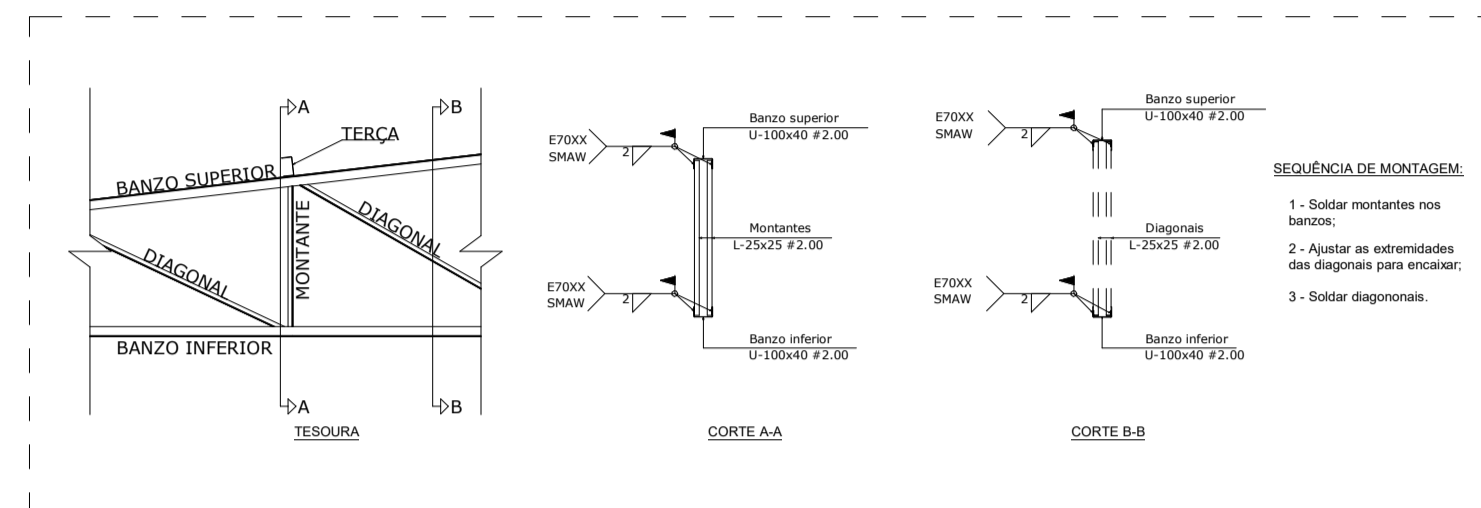 A
B
TERÇA
BANZO SUPERIOR
DIAGONAL
MONTANTE
DIAGONAL
BANZO INFERIOR
A
B
TESOURA
E70XX
SMAW
2
Banzo superior
U-100x40 #2.00
Montantes
L-25x25 #2.00
E70XX
SMAW
2
Banzo inferior
U-100x40 #2.00
CORTE A-A
E70XX
SMAW
2
Banzo superior
U-100x40 #2.00
Diagonais
L-25x25 #2.00
E70XX
SMAW
2
Banzo inferior
U-100x40 #2.00
CORTE B-B
SEQUÊNCIA DE MONTAGEM:
1 - Soldar montantes nos
banzos;
2 - Ajustar as extremidades
das diagonais para encaixar;
3 - Soldar diagononais.